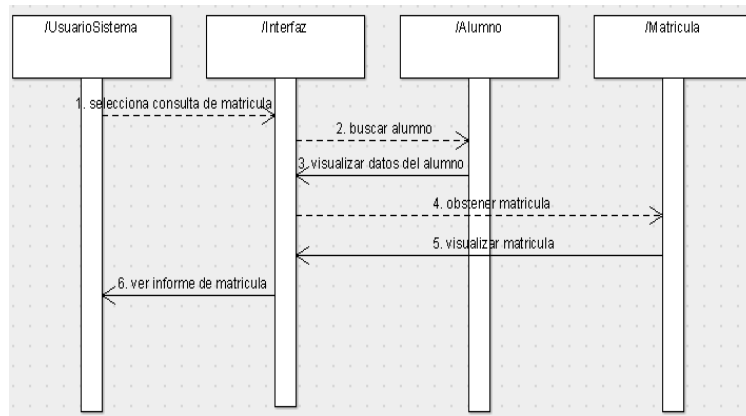 /UsuarioSistema
/Interfaz
/Alumno
/Matricula
1. selecciona consulta de matricula
2. buscar alumno
3. visualizar datos del alumno
4. obstener matricula
5. visualizar matricula
6. ver informe de matricula